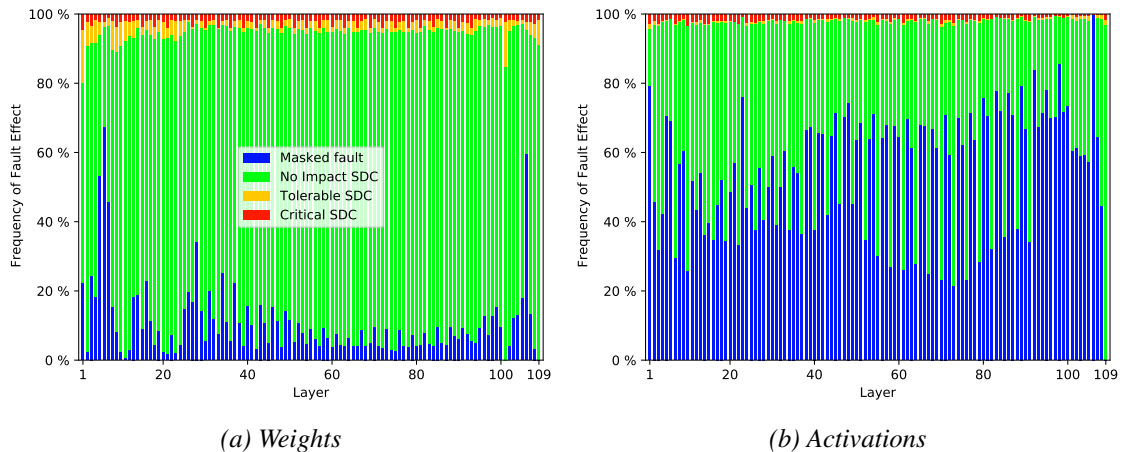 100 %
80 %
60 %
40 %
20 %
0 %
Frequency of Fault Effect
1 20 40 60 80 100 109
Layer
Masked fault
No Impact SDC
Tolerable SDC
Critical SDC
(a) Weights
100 %
80 %
60 %
40 %
20 %
0 %
Frequency of Fault Effect
1 20 40 60 80 100 109
Layer
(b) Activations